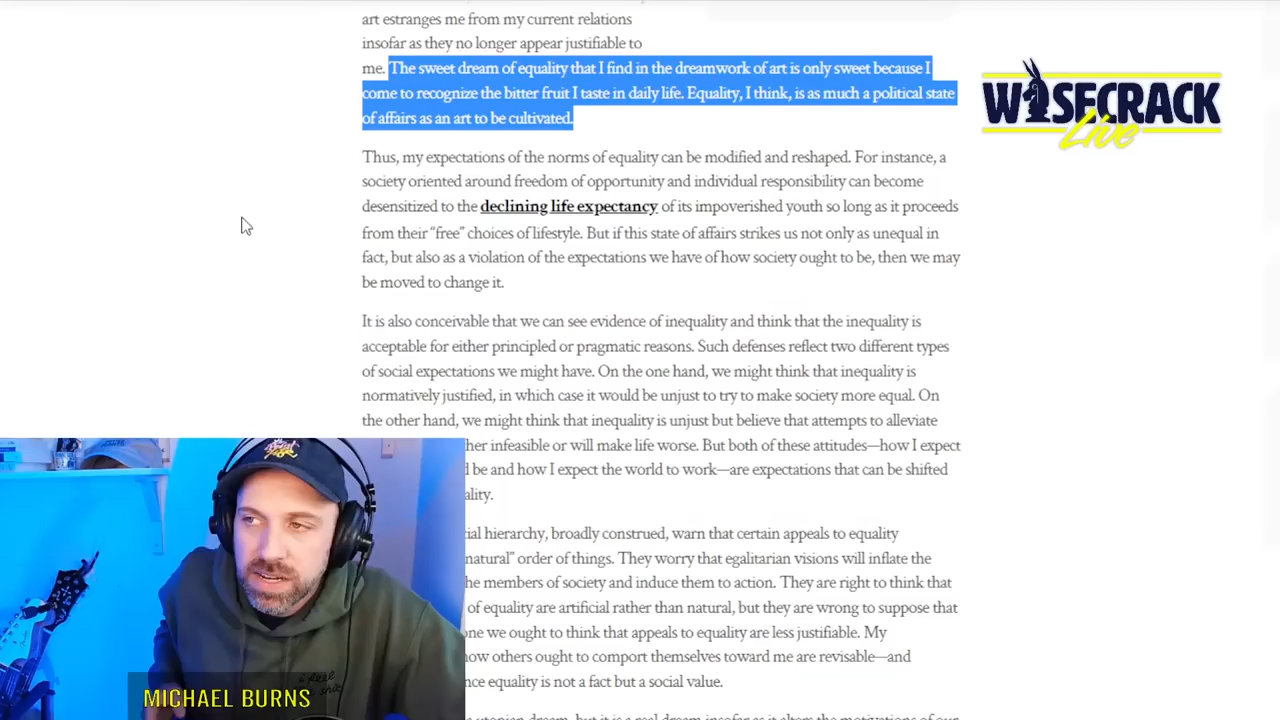 art estranges me from my current relations
insofar as they no longer appear justifiable to
me. The sweet dream of equality that I find in the dreamwork of art is only sweet because I
come to recognize the bitter fruit I taste in daily life. Equality, I think, is as much a political state
of affairs as an art to be cultivated.
WISECRACK
Live
Thus, my expectations of the norms of equality can be modified and reshaped. For instance, a
society oriented around freedom of opportunity and individual responsibility can become
desensitized to the declining life expectancy of its impoverished youth so long as it proceeds
from their “free” choices of lifestyle. But if this state of affairs strikes us not only as unequal in
fact, but also as a violation of the expectations we have of how society ought to be, then we may
be moved to change it.
It is also conceivable that we can see evidence of inequality and think that the inequality is
acceptable for either principled or pragmatic reasons. Such defenses reflect two different types
of social expectations we might have. On the one hand, we might think that inequality is
normatively justified, in which case it would be unjust to try to make society more equal. On
the other hand, we might think that inequality is unjust but believe that attempts to alleviate
her infeasible or will make life worse. But both of these attitudes—how I expect
d be and how I expect the world to work—are expectations that can be shifted
ality.
ial hierarchy, broadly construed, warn that certain appeals to equality
natural” order of things. They worry that egalitarian visions will inflate the
he members of society and induce them to action. They are right to think that
of equality are artificial rather than natural, but they are wrong to suppose that
one we ought to think that appeals to equality are less justifiable. My
now others ought to comport themselves toward me are revisable—and
nce equality is not a fact but a social value.
utopian dream, but it is a real dream insofar as it alters the motivations of our
MICHAEL BURNS